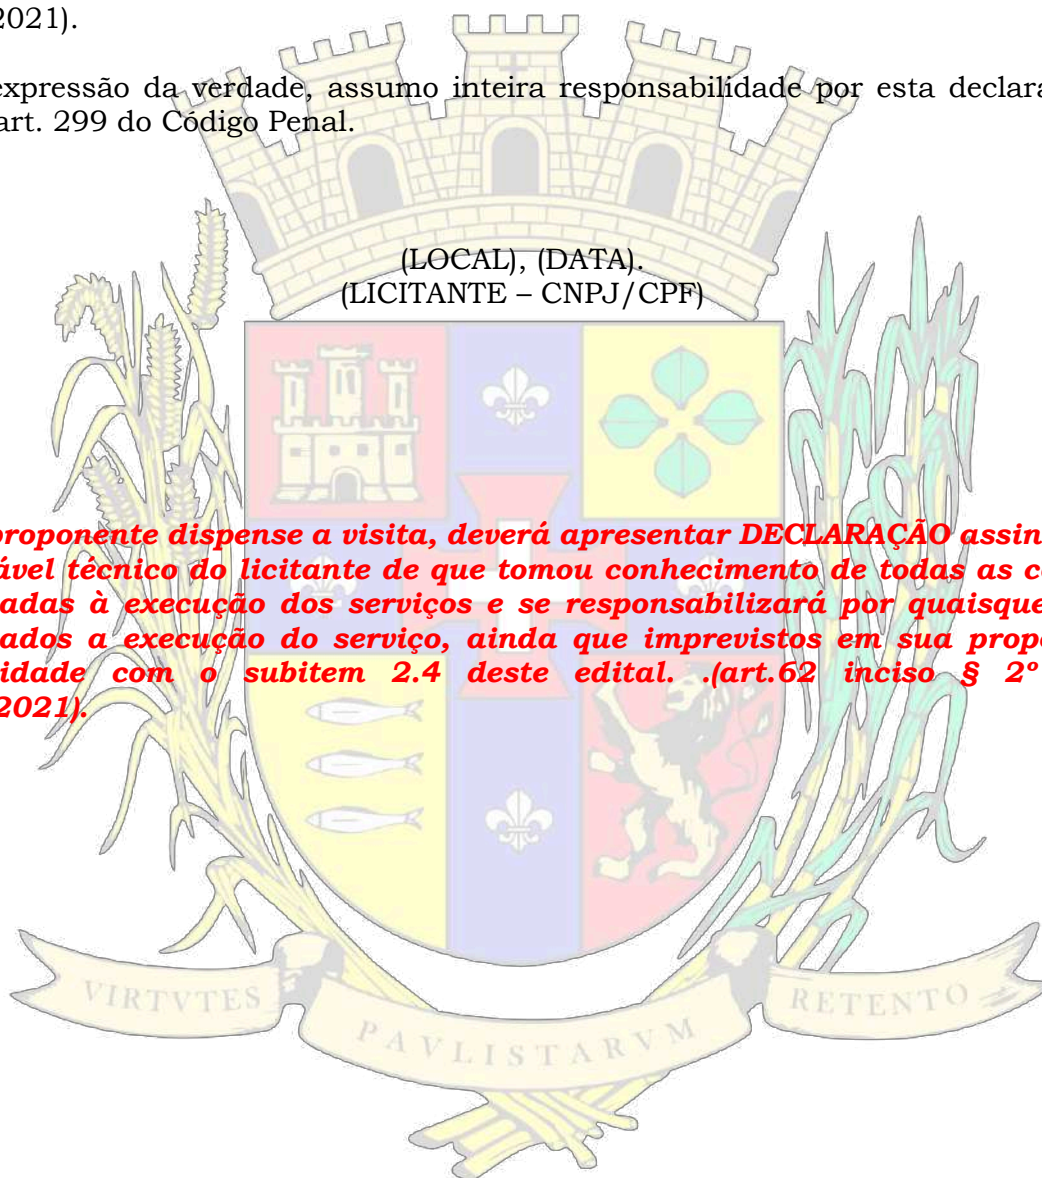 2021).
expressão da verdade, assumo inteira responsabilidade por esta declara
art. 299 do Código Penal.
(LOCAL), (DATA).
(LICITANTE – CNPJ/CPF)
proponente dispense a visita, deverá apresentar DECLARAÇÃO assin
ável técnico do licitante de que tomou conhecimento de todas as c
adas à execução dos serviços e se responsabilizará por quaisque
ados a execução do serviço, ainda que imprevistos em sua prop
idade com o subitem 2.4 deste edital. .(art.62 inciso § 2º
2021).
VIRTVTES
PAVLISTARVM
RETENTO